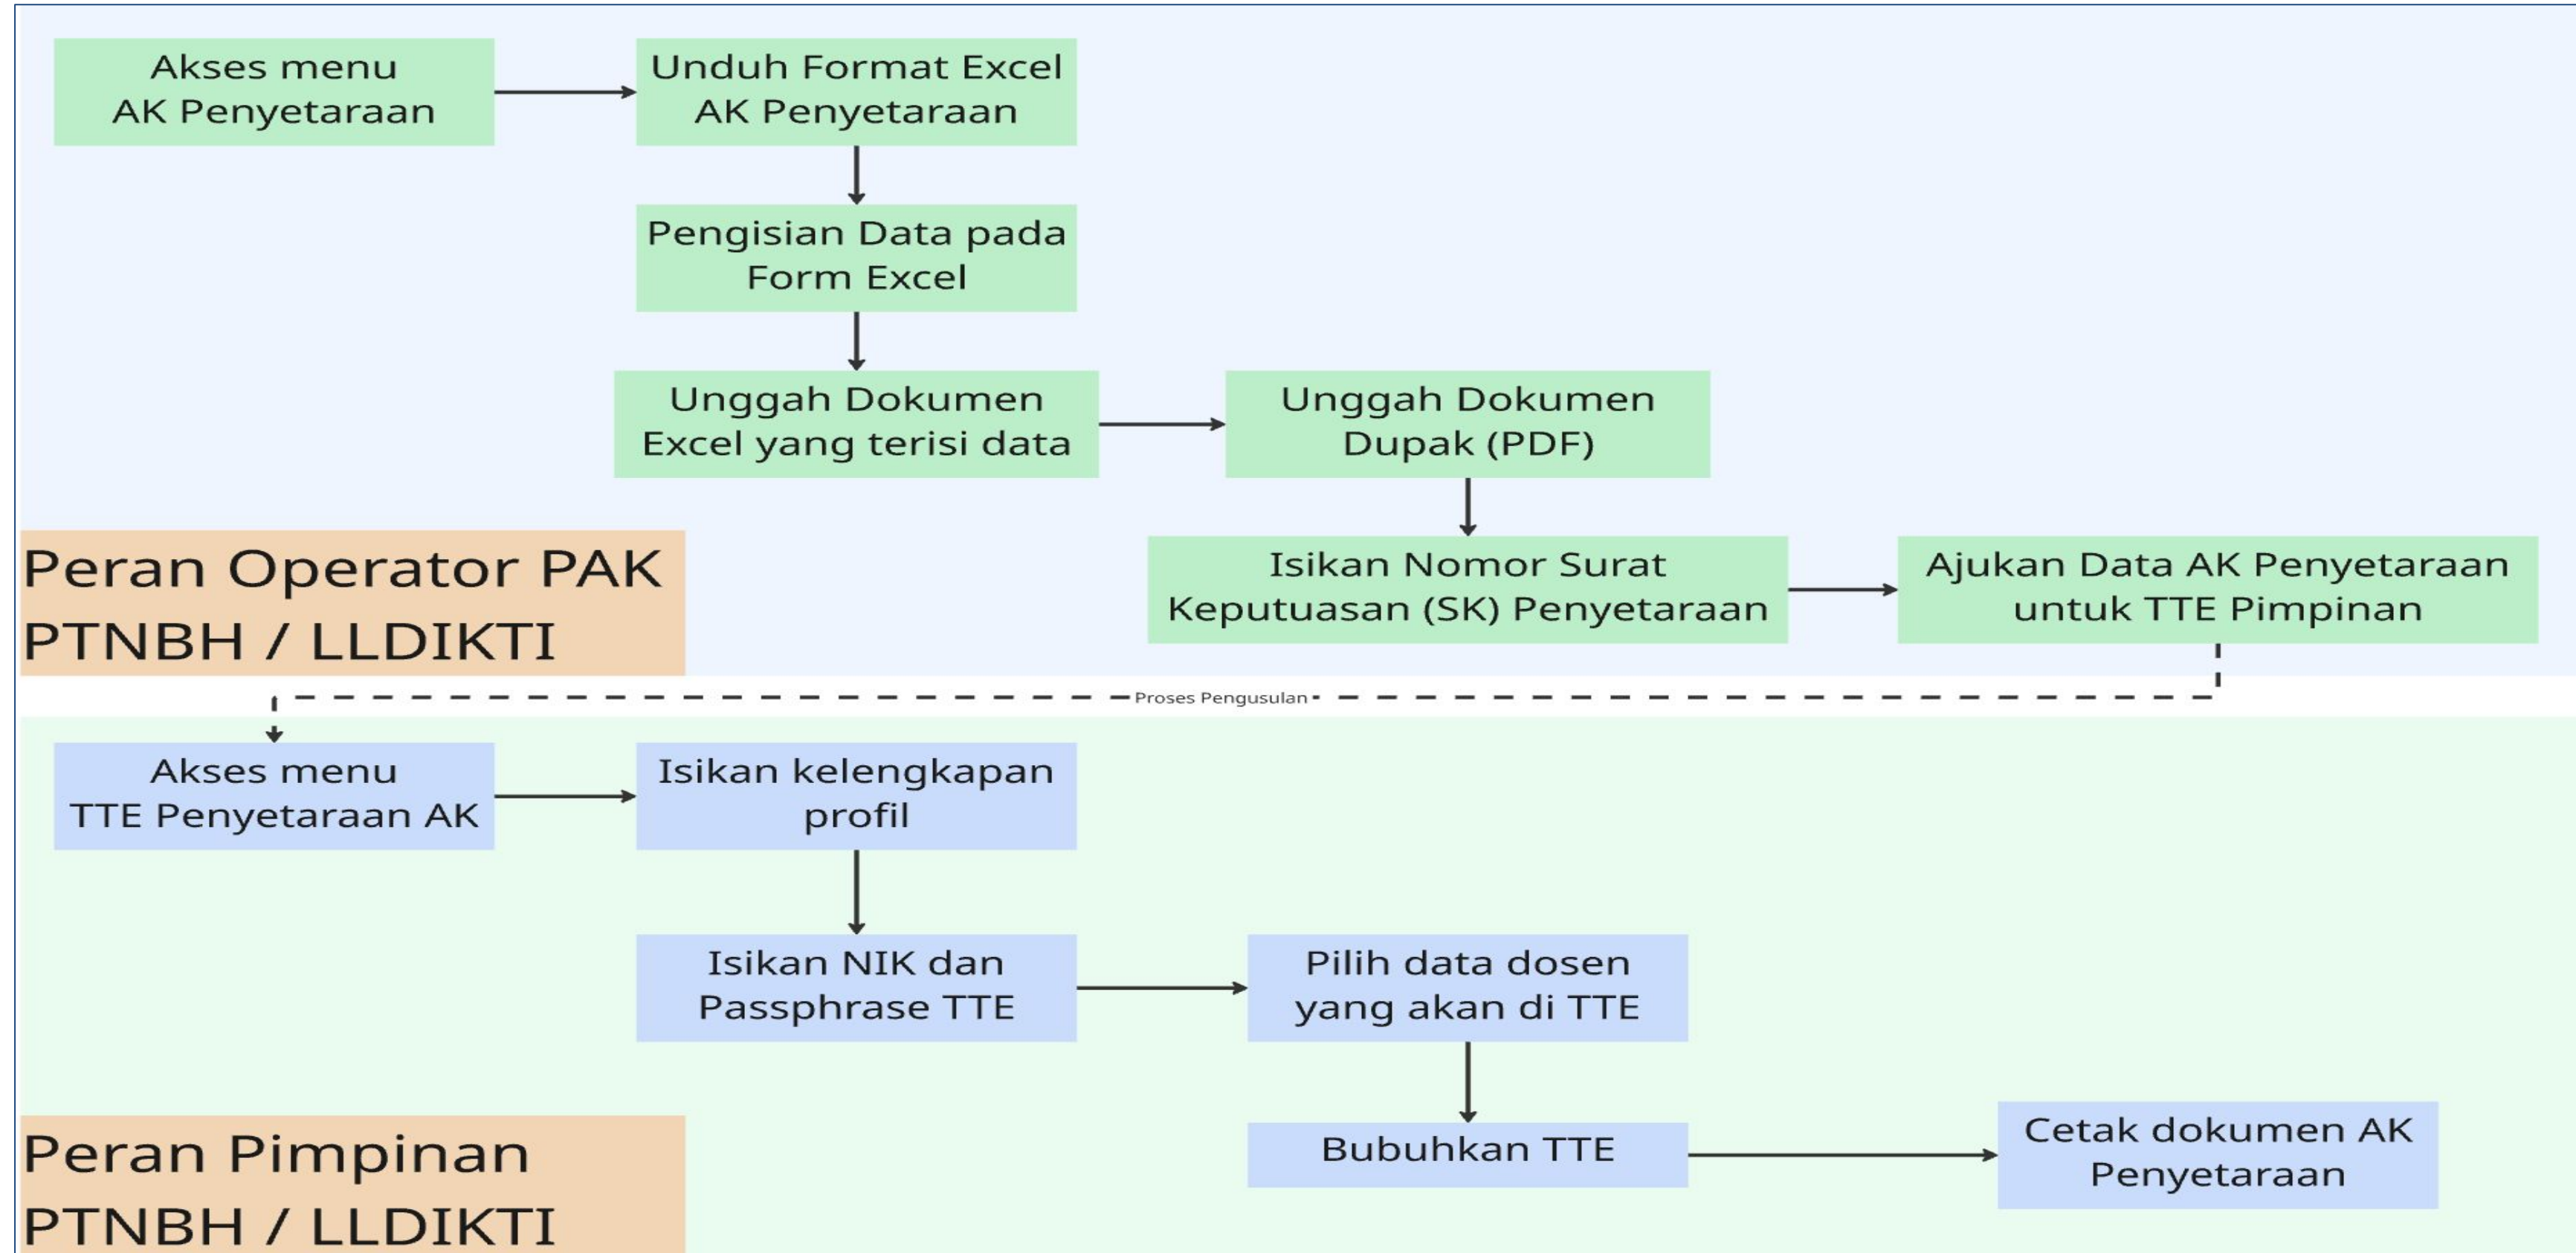 Akses menu
AK Penyetaraan
Unduh Format Excel
AK Penyetaraan
Pengisian Data pada
Form Excel
Unggah Dokumen
Excel yang terisi data
Unggah Dokumen
Dupak (PDF)
Isikan Nomor Surat
Keputuasan (SK) Penyetaraan
Ajukan Data AK Penyetaraan
untuk TTE Pimpinan
Peran Operator PAK
PTNBH / LLDIKTI
Proses Pengusulan
Akses menu
TTE Penyetaraan AK
Isikan kelengkapan
profil
Isikan NIK dan
Passphrase TTE
Pilih data dosen
yang akan di TTE
Bubuhkan TTE
Cetak dokumen AK
Penyetaraan
Peran Pimpinan
PTNBH / LLDIKTI